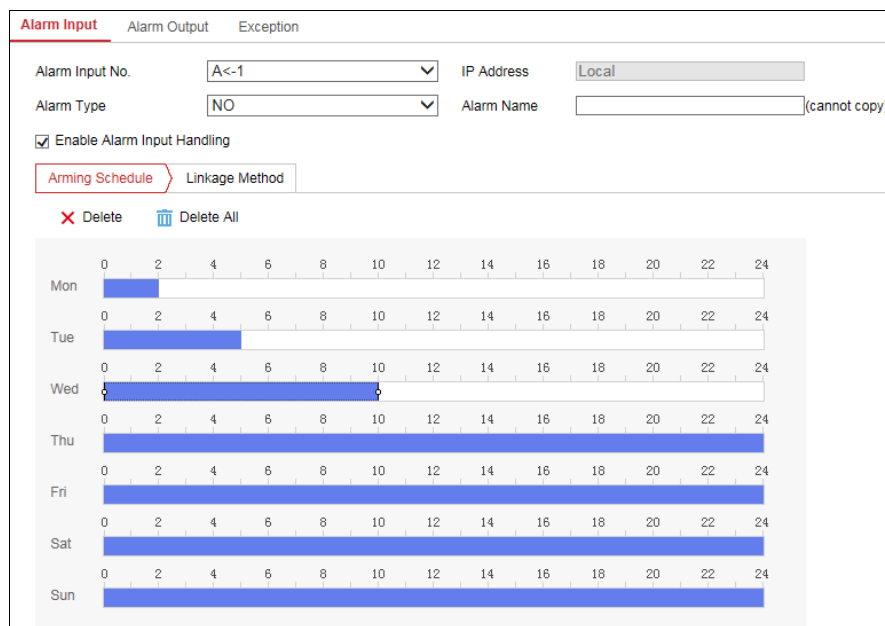 Alarm Input Alarm Output Exception
Alarm Input No. A<-1 IP Address Local
Alarm Type NO Alarm Name (cannot copy)
Enable Alarm Input Handling
Arming Schedule Linkage Method
Delete Delete All
0 2 4 6 8 10 12 14 16 18 20 22 24
Mon
0 2 4 6 8 10 12 14 16 18 20 22 24
Tue
0 2 4 6 8 10 12 14 16 18 20 22 24
Wed
0 2 4 6 8 10 12 14 16 18 20 22 24
Thu
0 2 4 6 8 10 12 14 16 18 20 22 24
Fri
0 2 4 6 8 10 12 14 16 18 20 22 24
Sat
0 2 4 6 8 10 12 14 16 18 20 22 24
Sun